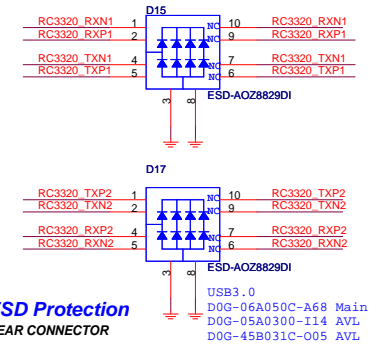 D15
RC3320_RXN1 1 10 RC3320_RXN1
RC3320_RXP1 2 NC 9 RC3320_RXP1
NC
RC3320_TXN1 4 7 RC3320_TXN1
RC3320_TXP1 5 NC 6 RC3320_TXP1
NC
3 8 ESD-AOZ8829DI
D17
RC3320_TXP2 1 NC 10 RC3320_TXP2
RC3320_TXN2 2 NC 9 RC3320_TXN2
RC3320_RXP2 4 NC 7 RC3320_RXP2
RC3320_RXN2 5 NC 6 RC3320_RXN2
3 8 ESD-AOZ8829DI
USB3.0
SD Protection D0G-06A050C-A68 Main
EAR CONNECTOR D0G-05A0300-I14 AVL
D0G-45B031C-O05 AVL